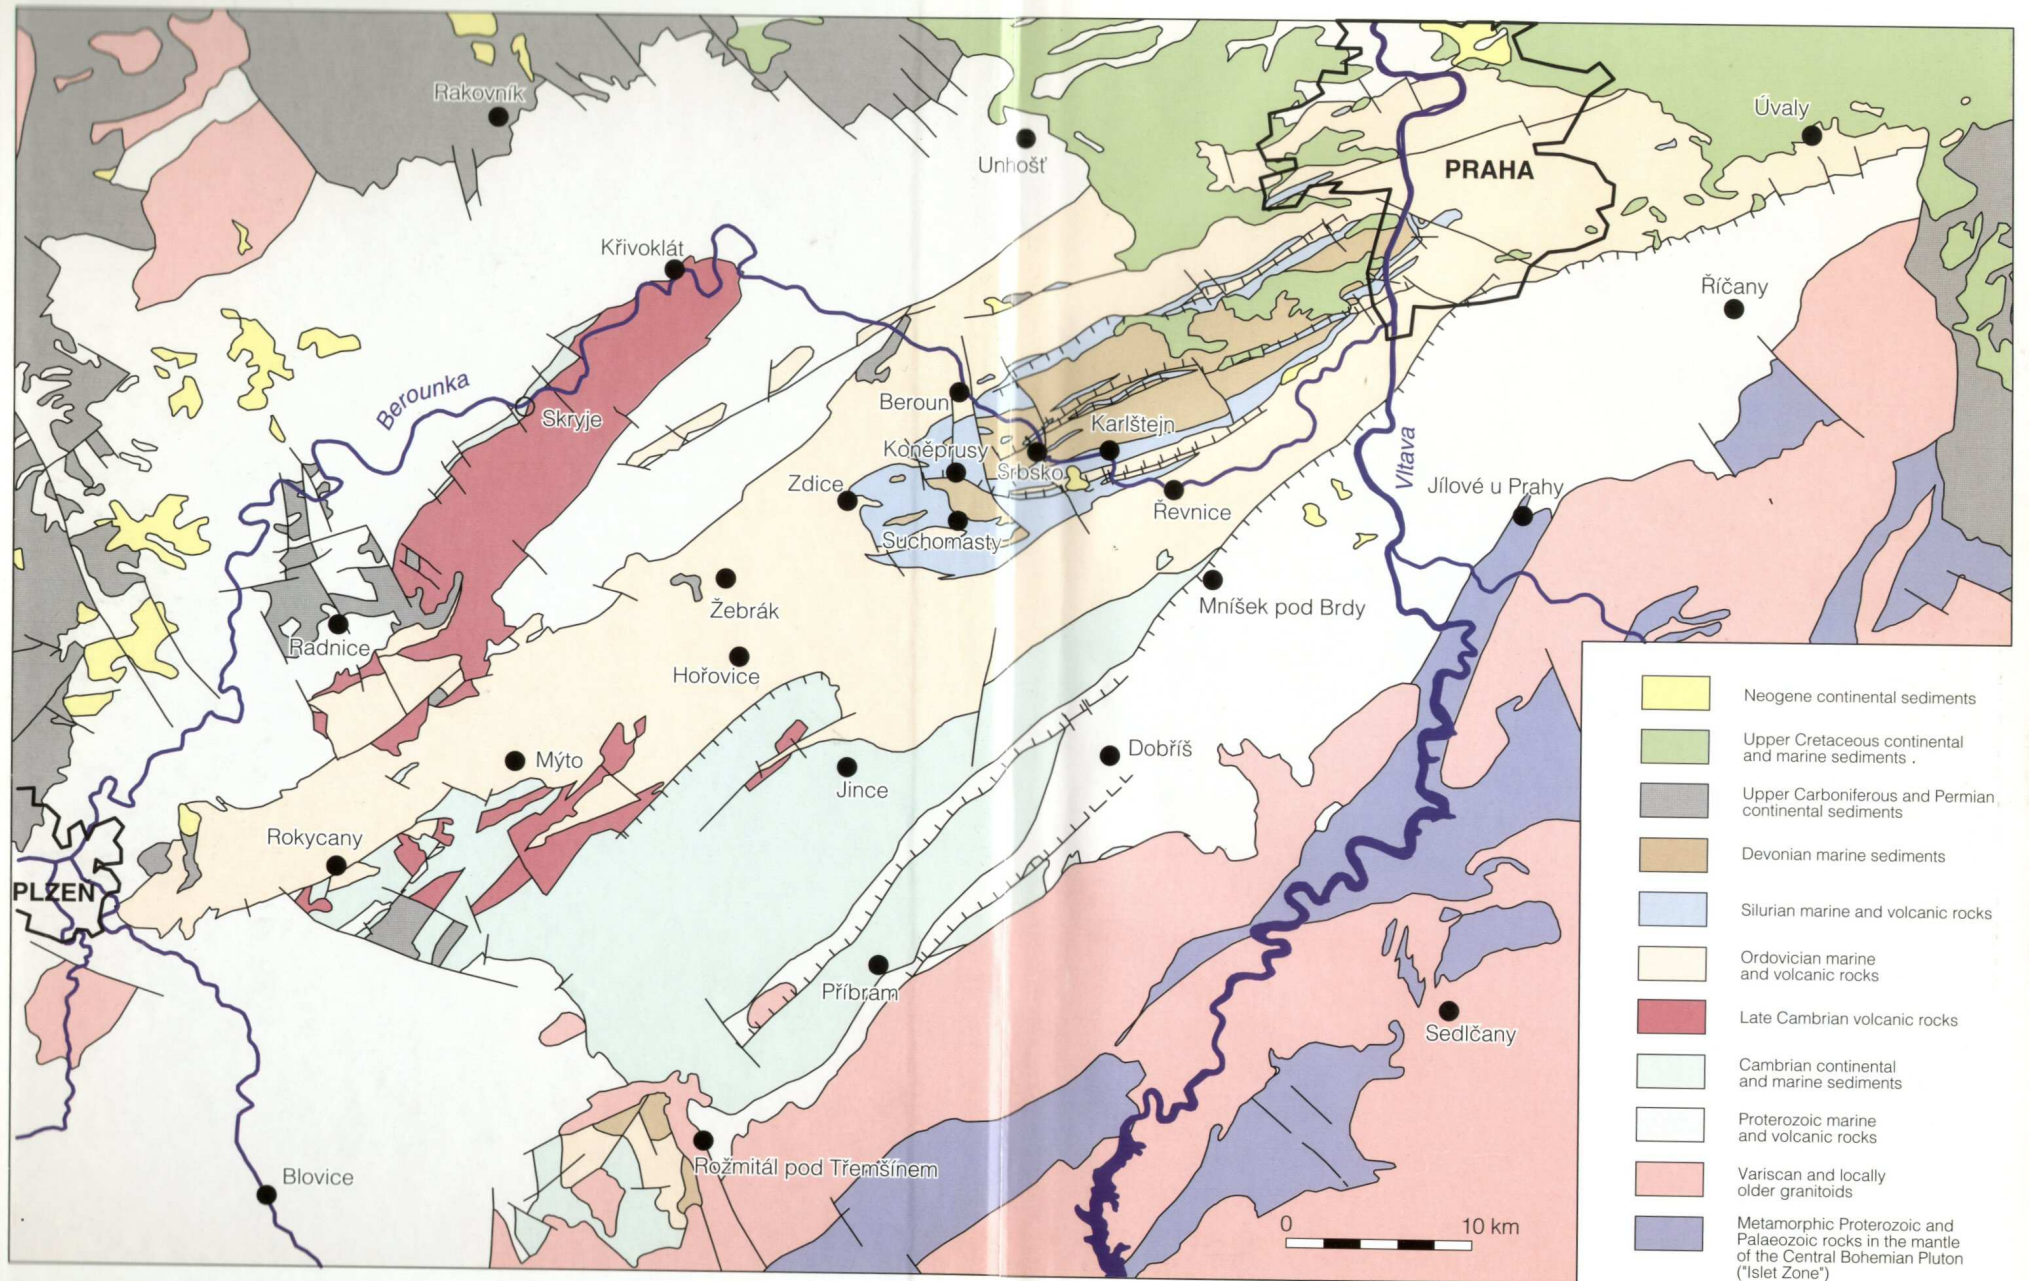 Rakovník
Unhošť
Úvaly
PRAHA
Křivoklát
Říčany
Berounka
Skryje
Beroun
Karlštejn
Koněprusy
Srbsko
Zdice
Vltava
Jílové u Prahy
Řevnice
Suchomasty
Žebrák
Mníšek pod Brdy
Radnice
Hořovice
Mýto
Dobříš
Jince
Rokycany
PLZEŇ
Příbram
Sedlčany
Rožmitál pod Třemšínem
Blovice
0 10 km
Neogene continental sediments
Upper Cretaceous continental
and marine sediments .
Upper Carboniferous and Permian
continental sediments
Devonian marine sediments
Silurian marine and volcanic rocks
Ordovician marine
and volcanic rocks
Late Cambrian volcanic rocks
Cambrian continental
and marine sediments
Proterozoic marine
and volcanic rocks
Variscan and locally
older granitoids
Metamorphic Proterozoic and
Palaeozoic rocks in the mantle
of the Central Bohemian Pluton
("Islet Zone")